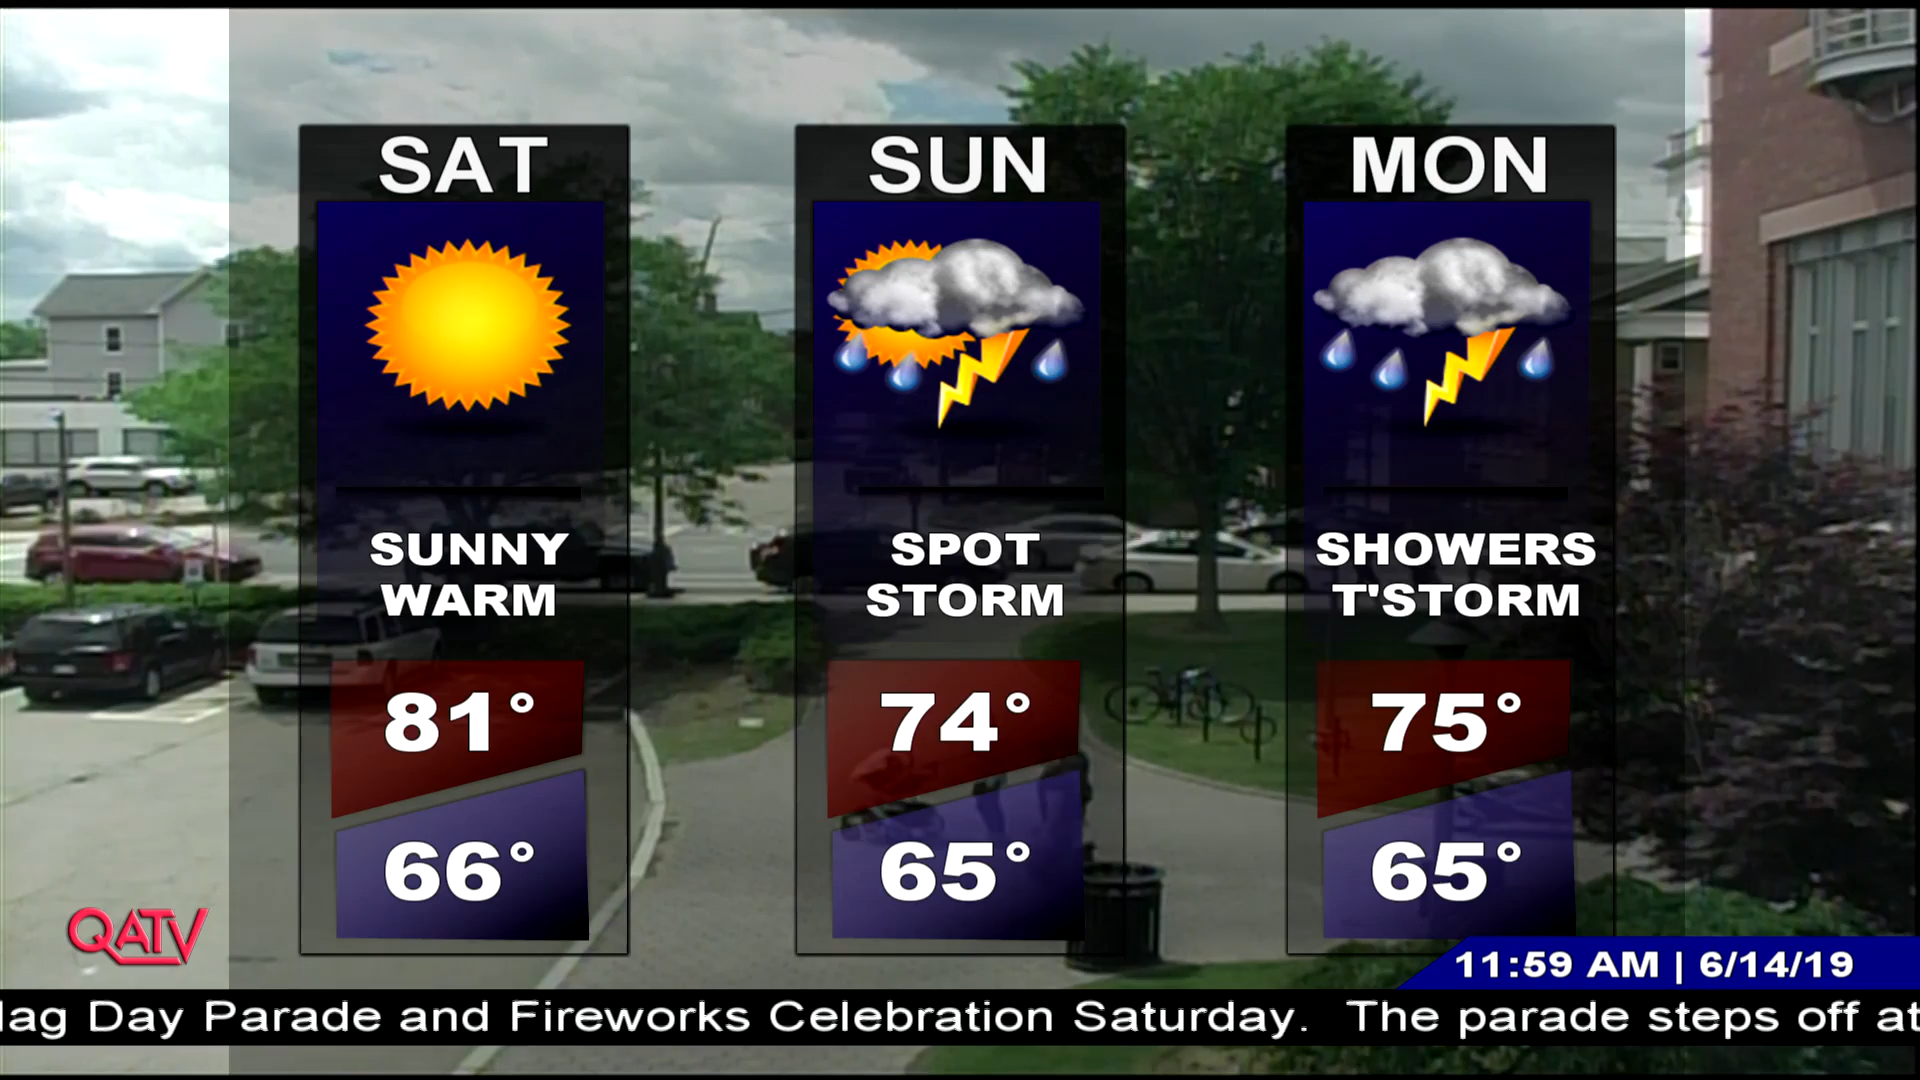 SAT
SUNNY
WARM
81°
66°
SUN
SPOT
STORM
74°
65°
MON
SHOWERS
T'STORM
75°
65°
QATV
11:59 AM | 6/14/19
lag Day Parade and Fireworks Celebration Saturday. The parade steps off at